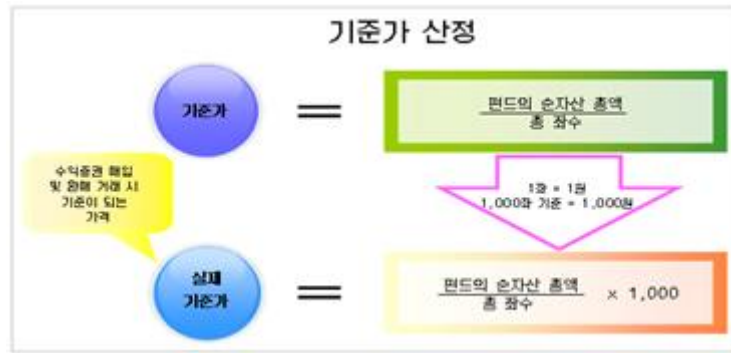 기준가 산정
기준가
=
펀드의 순자산 총액
총 좌수
수익증권 매입
및 환매 거래 시
기준이 되는
가격
1좌 = 1원
1,000좌 기준 = 1,000원
실제
기준가
=
펀드의 순자산 총액
총 좌수
× 1,000